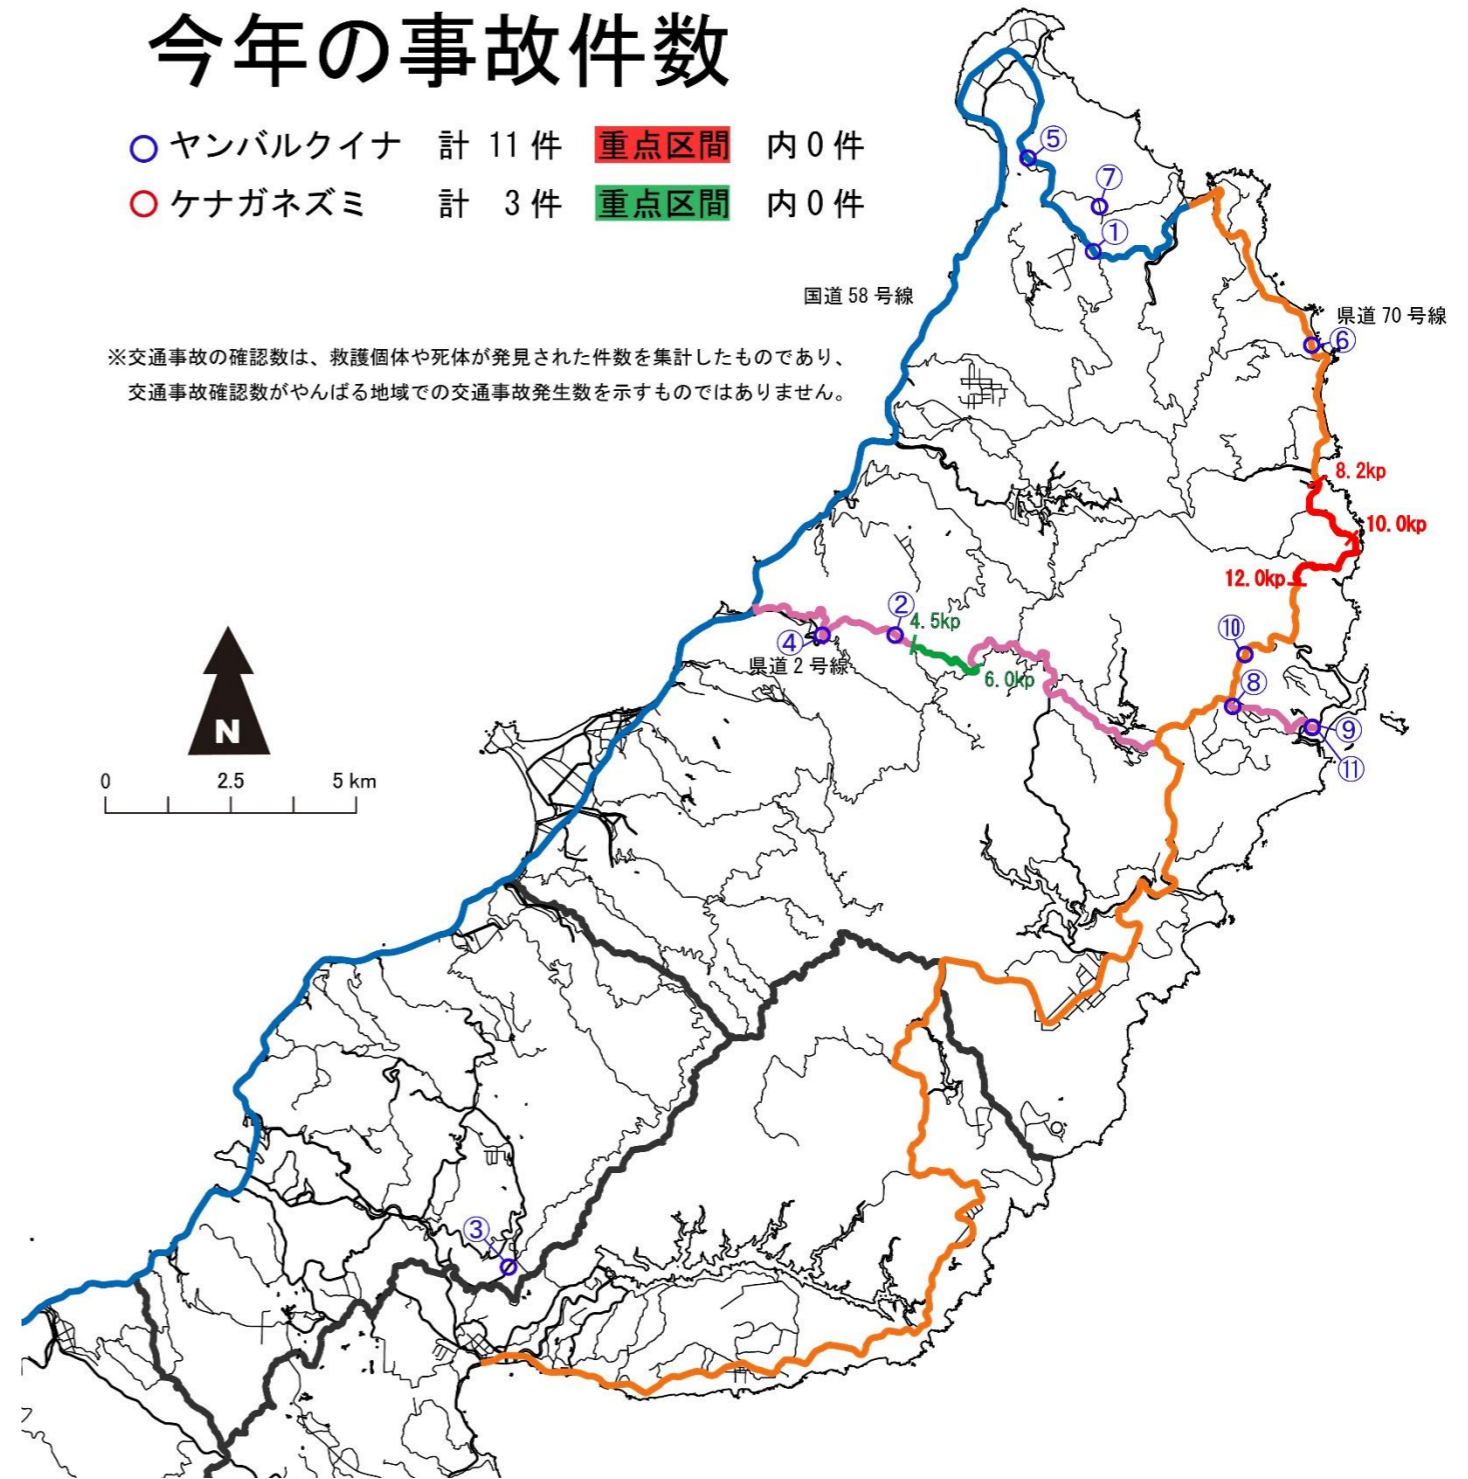 今年の事故件数
○ ヤンバルクイナ 計 11 件 重点区間 内 0 件
○ ケナガネズミ 計 3 件 重点区間 内 0 件
※交通事故の確認数は、救護個体や死体が発見された件数を集計したものであり、
交通事故確認数がやんばる地域での交通事故発生数を示すものではありません。
⑤
⑦
①
国道 58 号線
県道 70 号線
⑥
8.2kp
10.0kp
12.0kp
②
4.5kp
④
県道 2 号線
6.0kp
⑩
⑧
⑨
⑪
N
0 2.5 5 km
③